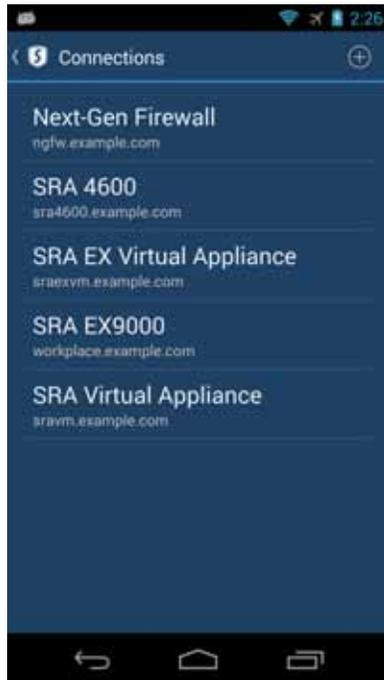 2:26
Connections
Next-Gen Firewall
ngfw.example.com
SRA 4600
sra4600.example.com
SRA EX Virtual Appliance
sraexvm.example.com
SRA EX9000
workplace.example.com
SRA Virtual Appliance
sravm.example.com